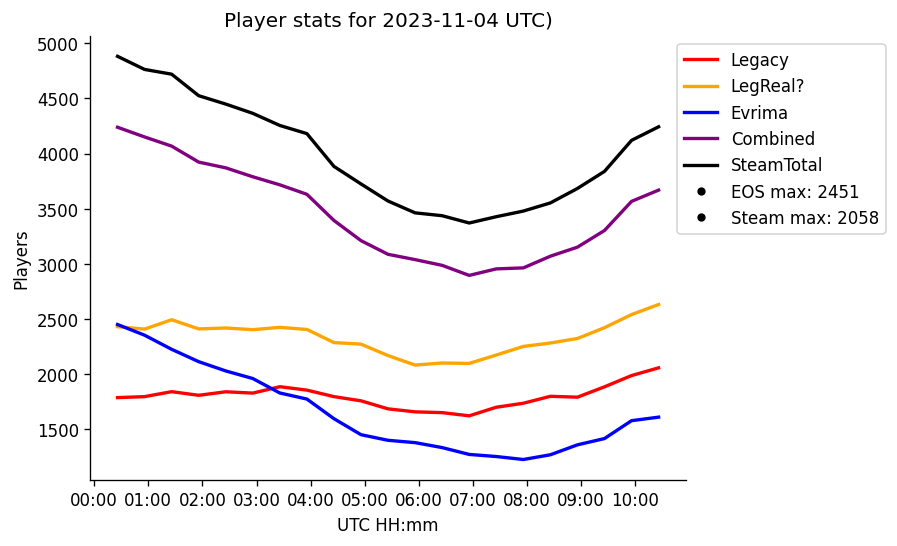 Player stats for 2023-11-04 UTC)
5000
4500
4000
3500
3000
2500
2000
1500
Players
00:00 01:00 02:00 03:00 04:00 05:00 06:00 07:00 08:00 09:00 10:00
UTC HH:mm
Legacy
LegReal?
Evrima
Combined
SteamTotal
EOS max: 2451
Steam max: 2058